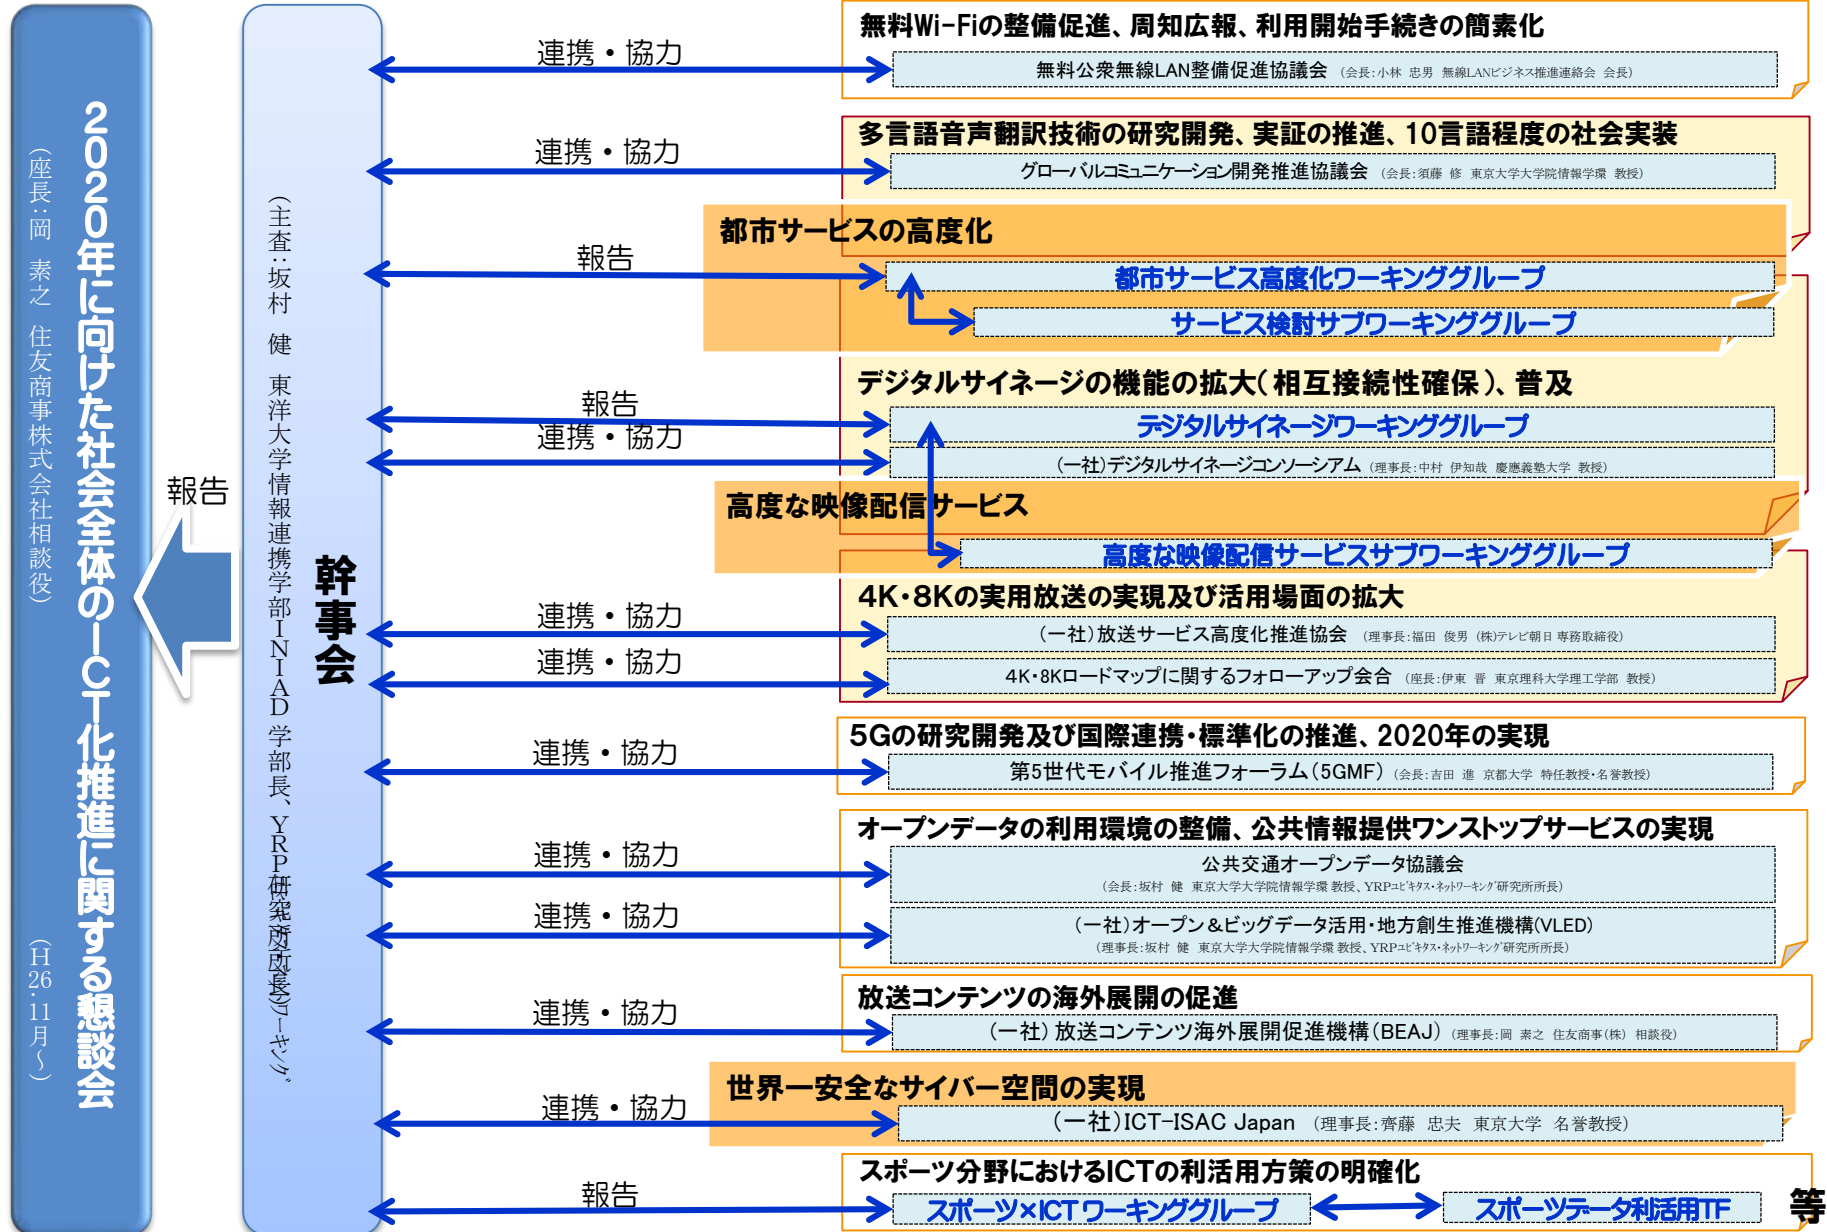 2020年に向けた社会全体のICT化推進に関する懇談会
(座長:岡 素之 住友商事株式会社相談役)
(H26.11月~)
報告
幹事会
(主査:坂村 健 東洋大学情報連携学部INIAD学部長、YRP
無料Wi-Fiの整備促進、周知広報、利用開始手続きの簡素化
連携・協力
無料公衆無線LAN整備促進協議会 (会長:小林 忠男 無線LANビジネス推進連絡会 会長)
多言語音声翻訳技術の研究開発、実証の推進、10言語程度の社会実装
連携・協力
グローバルコミュニケーション開発推進協議会 (会長:須藤 修 東京大学大学院情報学環 教授)
都市サービスの高度化
報告
都市サービス高度化ワーキンググループ
サービス検討サブワーキンググループ
デジタルサイネージの機能の拡大(相互接続性確保)、普及
報告
デジタルサイネージワーキンググループ
連携・協力
(一社)デジタルサイネージコンソーシアム (理事長:中村 伊知哉 慶應義塾大学 教授)
高度な映像配信サービス
高度な映像配信サービスサブワーキンググループ
4K・8Kの実用放送の実現及び活用場面の拡大
連携・協力
(一社)放送サービス高度化推進協会 (理事長:福田 俊男 (株)テレビ朝日 専務取締役)
連携・協力
4K・8Kロードマップに関するフォローアップ会合 (座長:伊東 晋 東京理科大学理工学部 教授)
5Gの研究開発及び国際連携・標準化の推進、2020年の実現
連携・協力
第5世代モバイル推進フォーラム(5GMF) (会長:吉田 進 京都大学 特任教授・名誉教授)
オープンデータの利用環境の整備、公共情報提供ワンストップサービスの実現
連携・協力
公共交通オープンデータ協議会
(会長:坂村 健 東京大学大学院情報学環 教授、YRPユビキタス・ネットワーキング研究所所長)
連携・協力
(一社)オープン&ビッグデータ活用・地方創生推進機構(VLED)
(理事長:坂村 健 東京大学大学院情報学環 教授、YRPユビキタス・ネットワーキング研究所所長)
放送コンテンツの海外展開の促進
連携・協力
(一社)放送コンテンツ海外展開促進機構(BEAJ) (理事長:岡 素之 住友商事(株) 相談役)
世界一安全なサイバー空間の実現
連携・協力
(一社)ICT-ISAC Japan (理事長:齊藤 忠夫 東京大学 名誉教授)
スポーツ分野におけるICTの利活用方策の明確化
報告
スポーツ×ICTワーキンググループ
スポーツデータ利活用TF
等